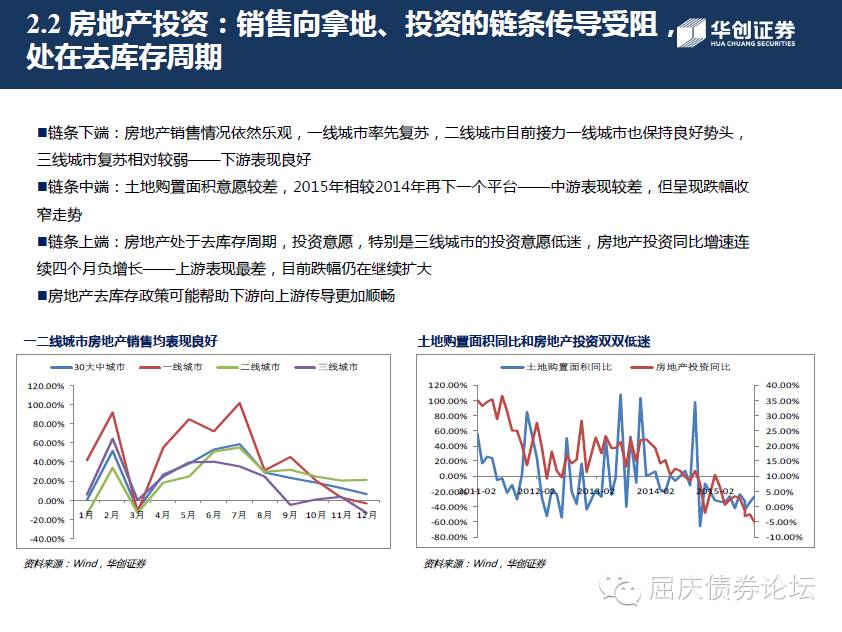 2.2 房地产投资：销售向拿地、投资的链条传导受阻，
处在去库存周期
华创证券
HUA CHUANG SECURITIES
■链条下端：房地产销售情况依然乐观，一线城市率先复苏，二线城市目前接力一线城市也保持良好势头，
三线城市复苏相对较弱——下游表现良好
■链条中端：土地购置面积意愿较差，2015年相较2014年再下一个平台——中游表现较差，但呈现跌幅收
窄走势
■链条上端：房地产处于去库存周期，投资意愿，特别是三线城市的投资意愿低迷，房地产投资同比增速连
续四个月负增长——上游表现最差，目前跌幅仍在继续扩大
■房地产去库存政策可能帮助下游向上游传导更加顺畅
一二线城市房地产销售均表现良好
30大中城市 一线城市 二线城市 三线城市
120.00%
100.00%
80.00%
60.00%
40.00%
20.00%
0.00%
-20.00%
-40.00%
1月 2月 3月 4月 5月 6月 7月 8月 9月 10月 11月 12月
资料来源：Wind，华创证券
土地购置面积同比和房地产投资双双低迷
土地购置面积同比 房地产投资同比
120.00%
100.00%
80.00%
60.00%
40.00%
20.00%
0.00%
-20.00%
-40.00%
-60.00%
-80.00%
2011-02 2012-02 2013-02 2014-02 2015-02
40.00%
35.00%
30.00%
25.00%
20.00%
15.00%
10.00%
5.00%
0.00%
-5.00%
-10.00%
资料来源：Wind，华创证券
屈庆债券论坛